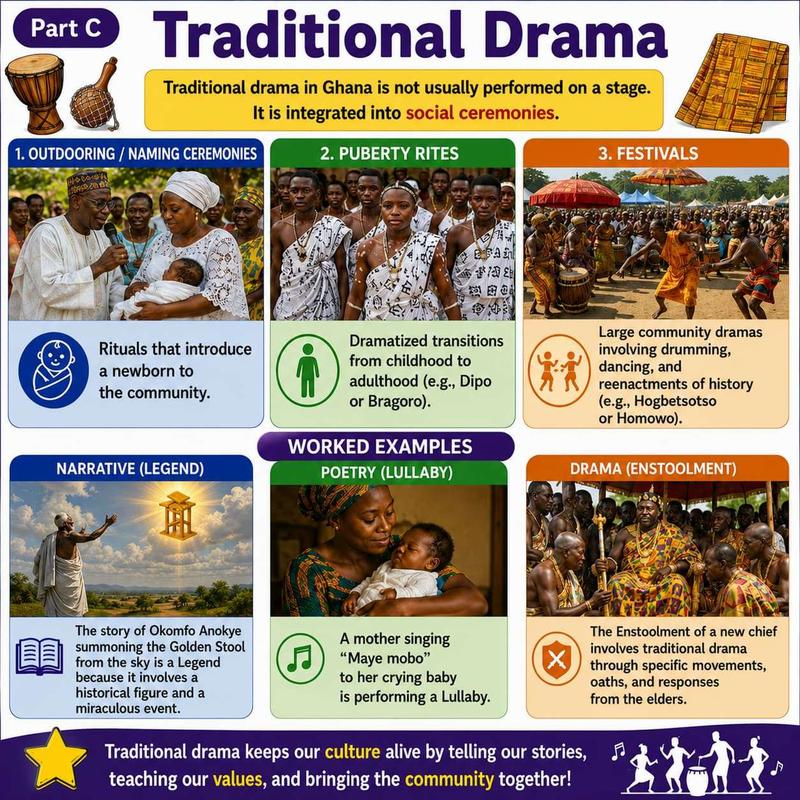 Part C
Traditional Drama
Traditional drama in Ghana is not usually performed on a stage.
It is integrated into social ceremonies.
1. OUTDOORING / NAMING CEREMONIES
Rituals that introduce
a newborn to
the community.
2. PUBERTY RITES
Dramatized transitions
from childhood to
adulthood (e.g., Dipo
or Bragoro).
3. FESTIVALS
Large community dramas
involving drumming,
dancing, and
reenactments of history
(e.g., Hogbetsotso
or Homowo).
WORKED EXAMPLES
NARRATIVE (LEGEND)
The story of Okomfo Anokye
summoning the Golden Stool
from the sky is a Legend
because it involves a
historical figure and a
miraculous event.
POETRY (LULLABY)
A mother singing
“Maye mobo”
to her crying baby
is performing a Lullaby.
DRAMA (ENSTOOLMENT)
The Enstoolment of a new chief
involves traditional drama
through specific movements,
oaths, and responses
from the elders.
Traditional drama keeps our culture alive by telling our stories,
teaching our values, and bringing the community together!